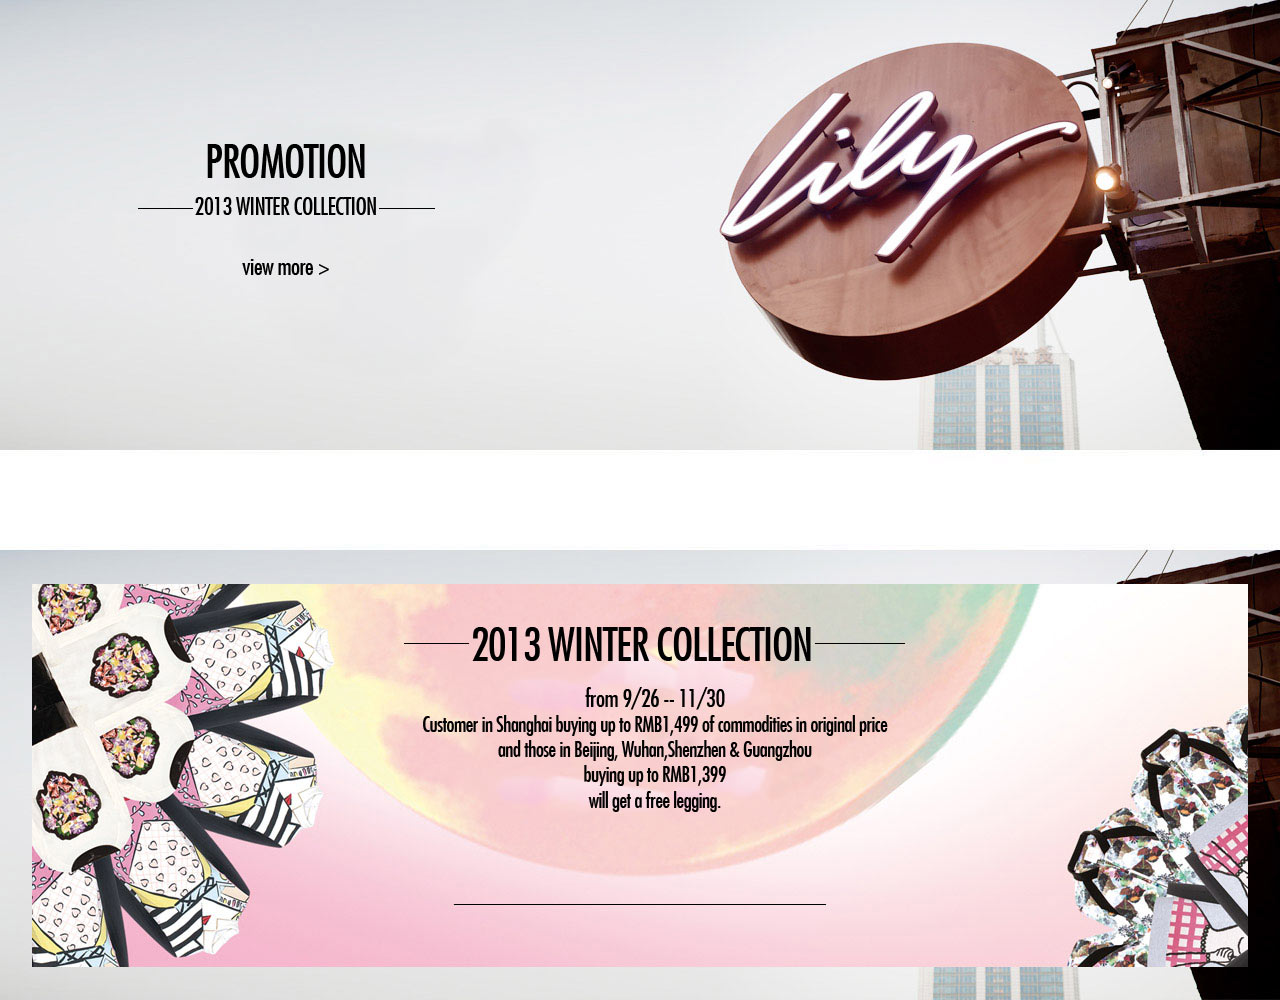 PROMOTION
2013 WINTER COLLECTION
view more >
Lily
2013 WINTER COLLECTION
from 9/26 -- 11/30
Customer in Shanghai buying up to RMB1,499 of commodities in original price
and those in Beijing, Wuhan,Shenzhen & Guangzhou
buying up to RMB1,399
will get a free legging.